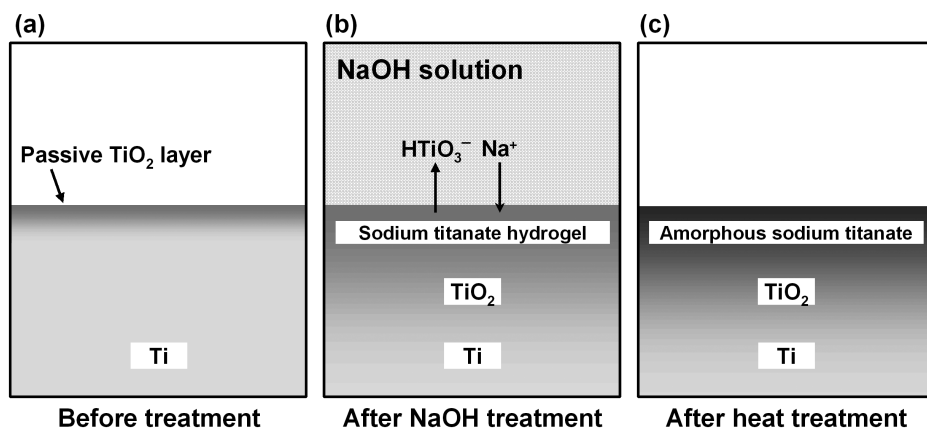 (a)
Passive TiO₂ layer
Ti
Before treatment
(b)
NaOH solution
HTiO₃⁻ Na⁺
Sodium titanate hydrogel
TiO₂
Ti
After NaOH treatment
(c)
Amorphous sodium titanate
TiO₂
Ti
After heat treatment